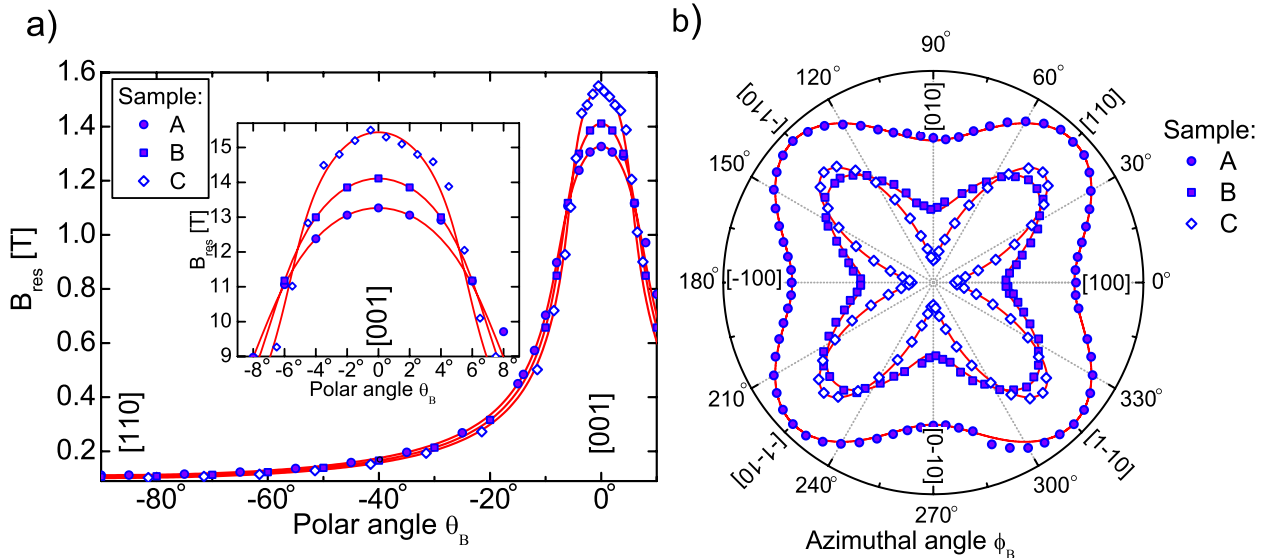 a)
1.6
1.4
1.2
1.0
0.8
0.6
0.4
0.2
B_res [T]
Sample:
A
B
C
15
14
13
12
11
10
9
B_res [T]
-8° -6° -4° -2° 0° 2° 4° 6° 8°
Polar angle θ_B
[001]
[110]
[001]
-80° -60° -40° -20° 0°
Polar angle θ_B
b)
90°
120° 60°
[010]
[-110] [110]
150° 30°
180° [-100] [100] 0°
210° 330°
[-1-10] [1-10]
[0-10]
240° 300°
270°
Azimuthal angle ϕ_B
Sample:
A
B
C